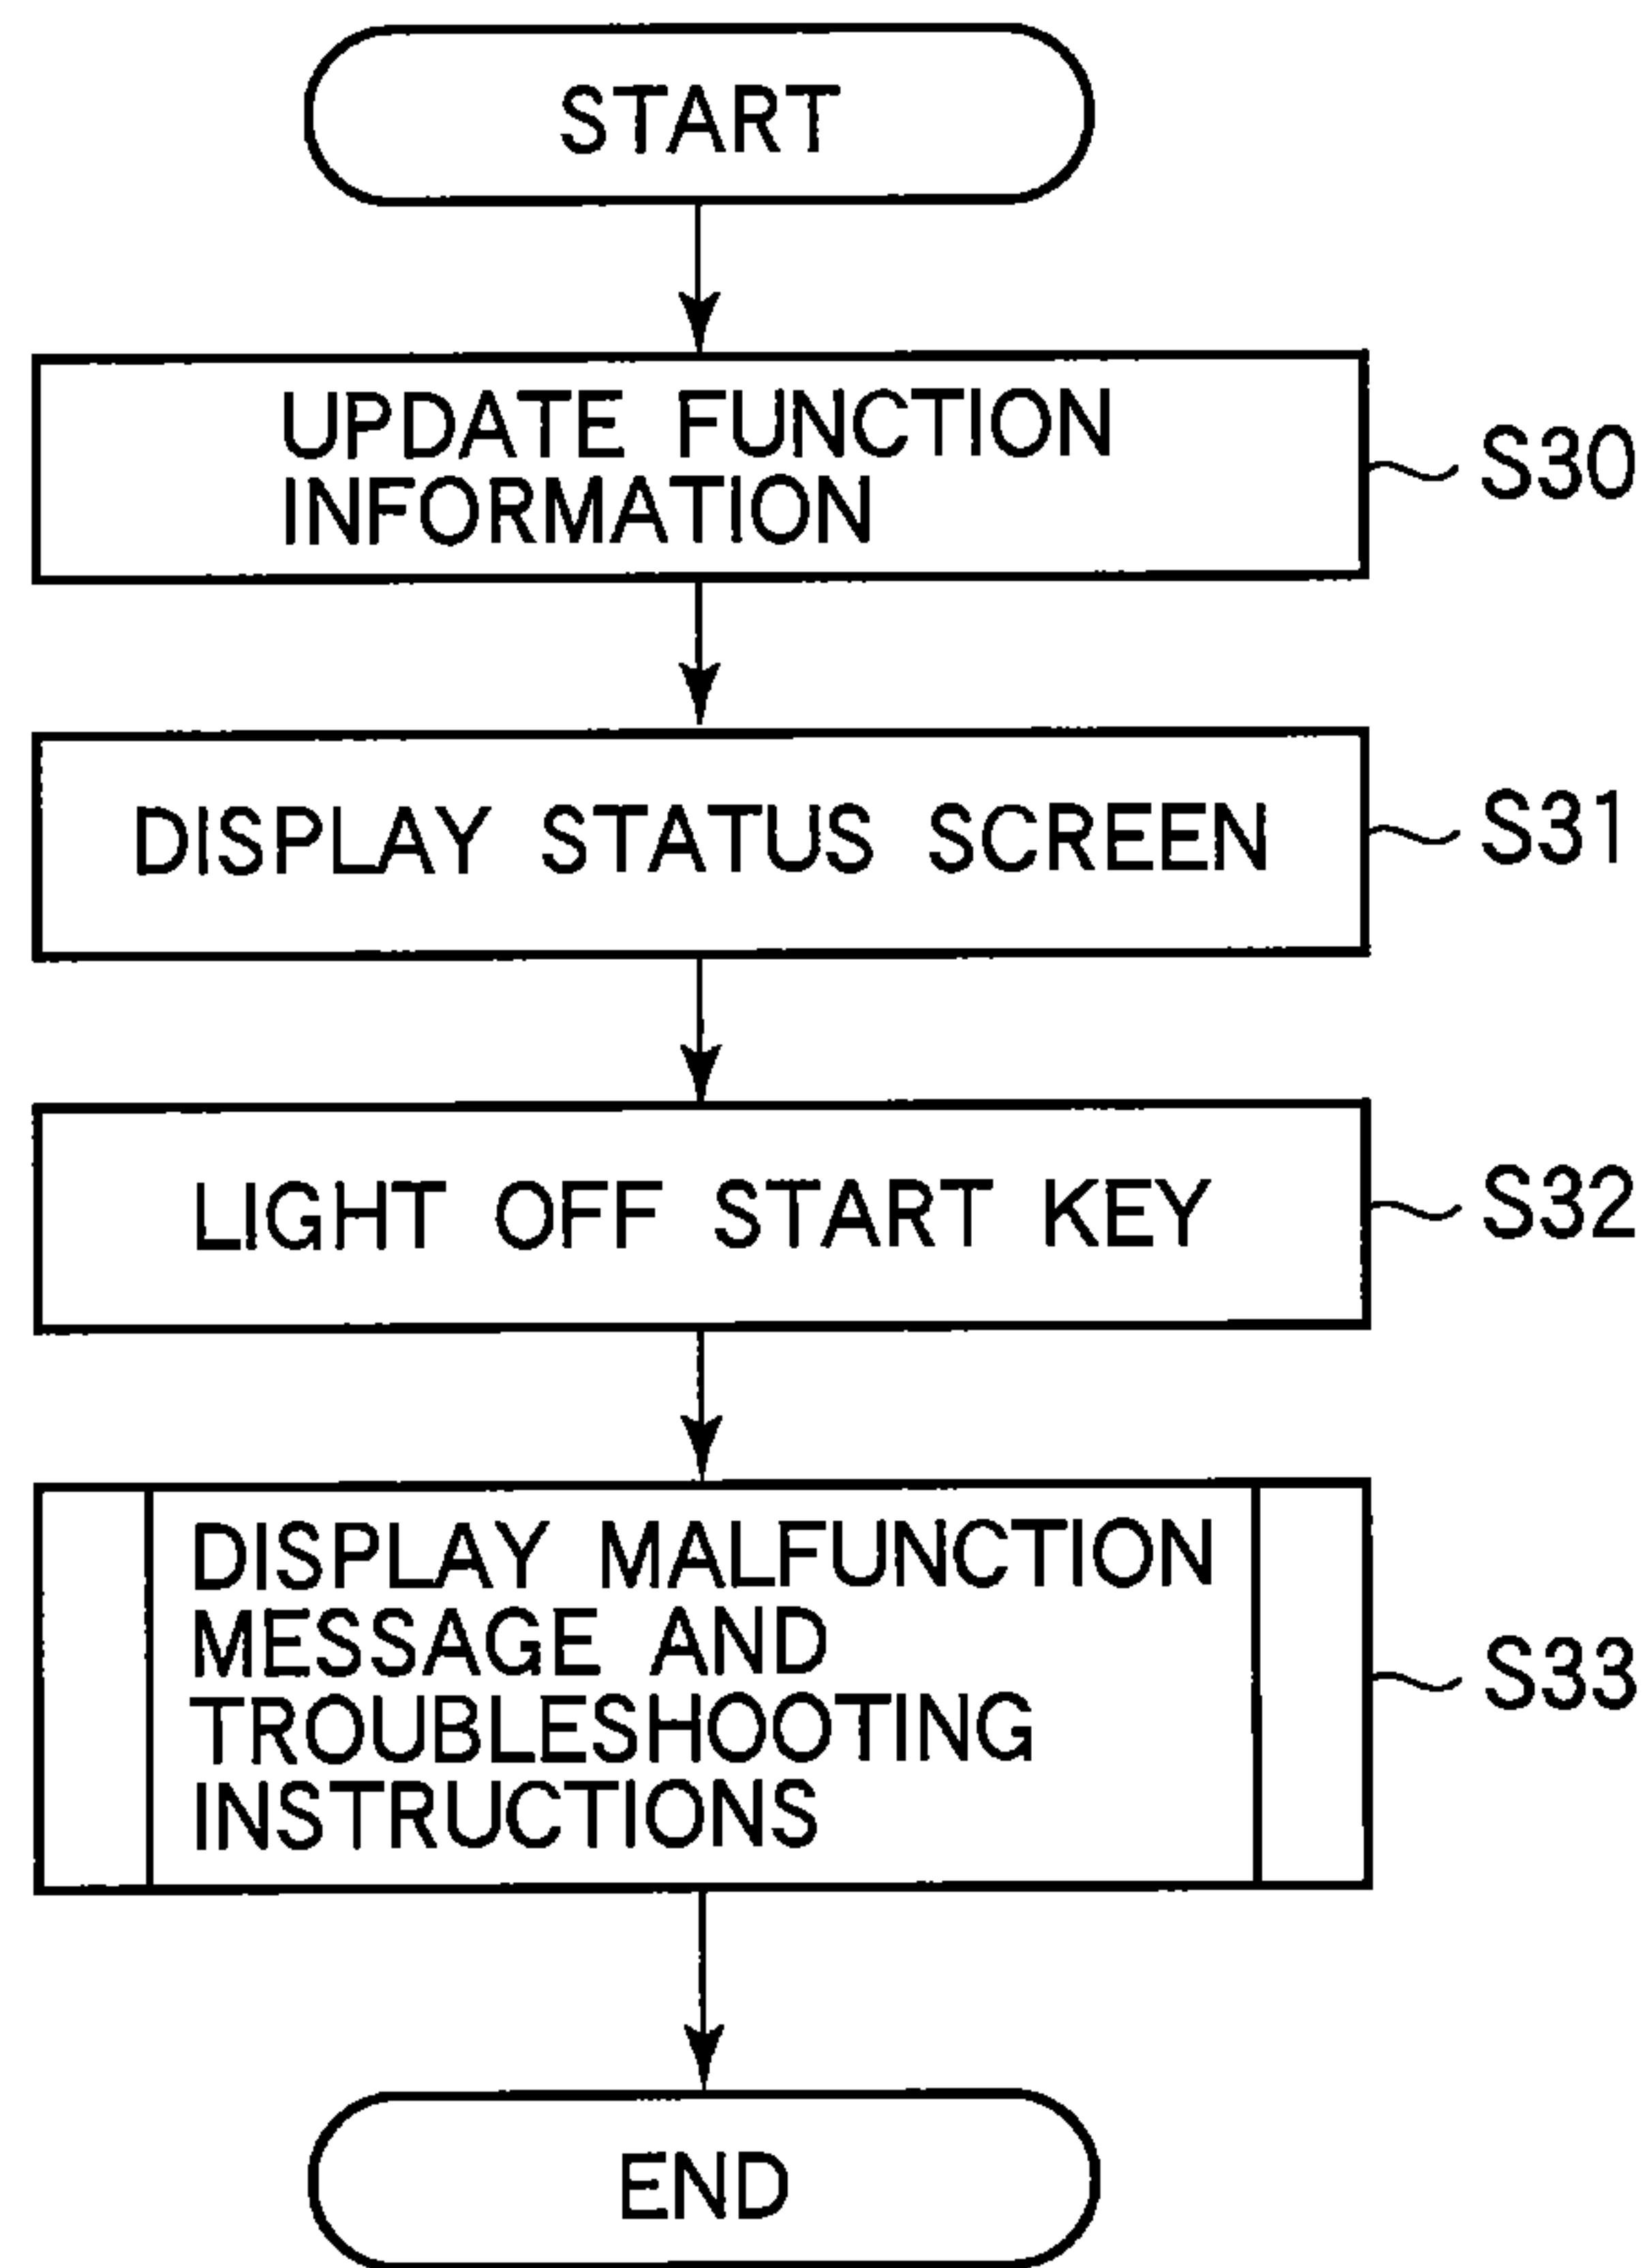 START
UPDATE FUNCTION
INFORMATION
S30
DISPLAY STATUS SCREEN
S31
LIGHT OFF START KEY
S32
DISPLAY MALFUNCTION
MESSAGE AND
TROUBLESHOOTING
INSTRUCTIONS
S33
END